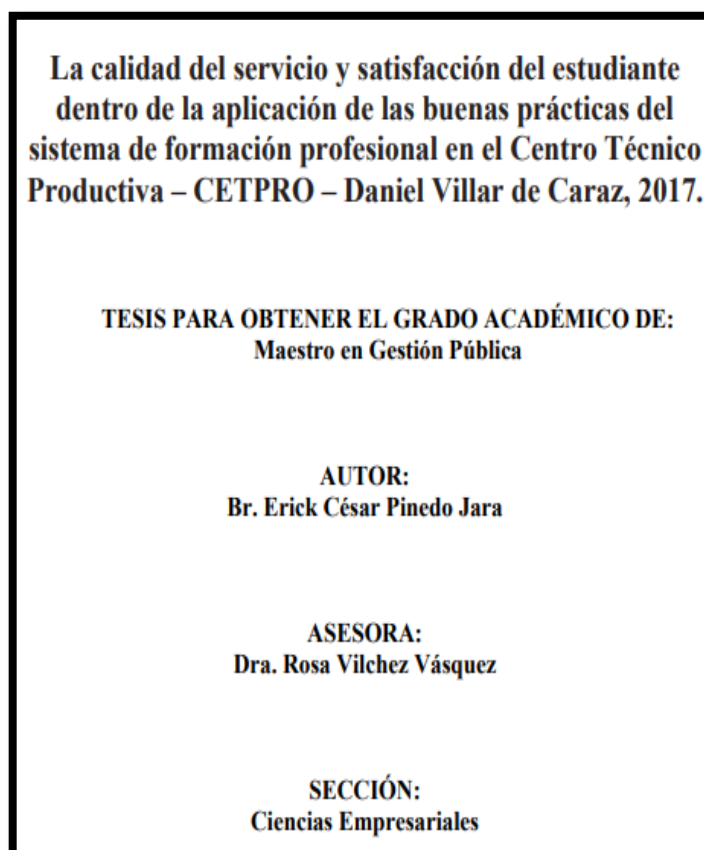 La calidad del servicio y satisfacción del estudiante
dentro de la aplicación de las buenas prácticas del
sistema de formación profesional en el Centro Técnico
Productiva – CETPRO – Daniel Villar de Caraz, 2017.
TESIS PARA OBTENER EL GRADO ACADÉMICO DE:
Maestro en Gestión Pública
AUTOR:
Br. Erick César Pinedo Jara
ASESORA:
Dra. Rosa Vilchez Vásquez
SECCIÓN:
Ciencias Empresariales